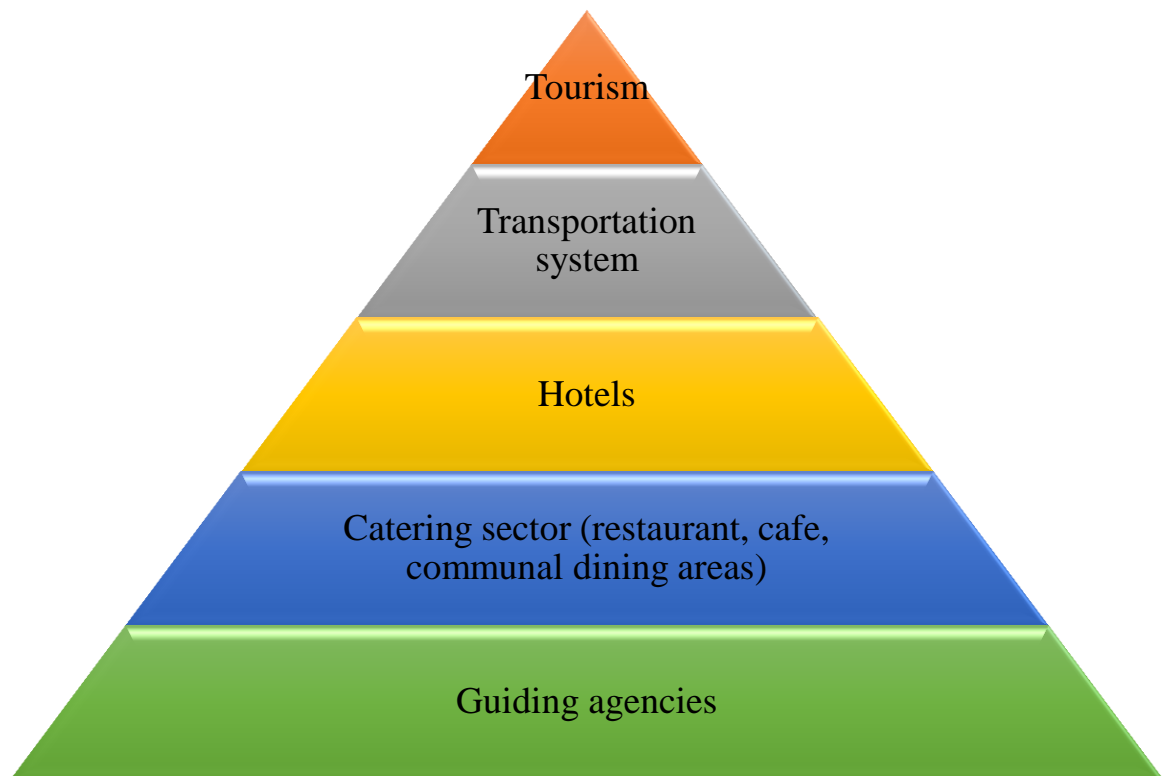 Tourism
Transportation
system
Hotels
Catering sector (restaurant, cafe,
communal dining areas)
Guiding agencies